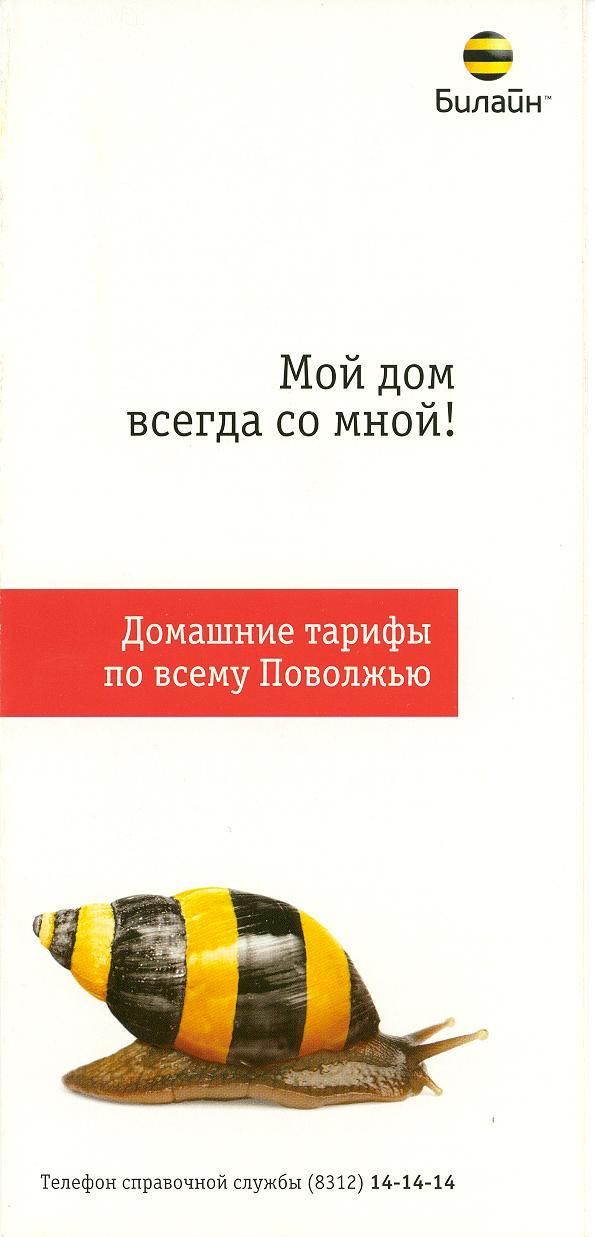 Билайн™
Мой дом
всегда со мной!
Домашние тарифы
по всему Поволжью
Телефон справочной службы (8312) 14-14-14